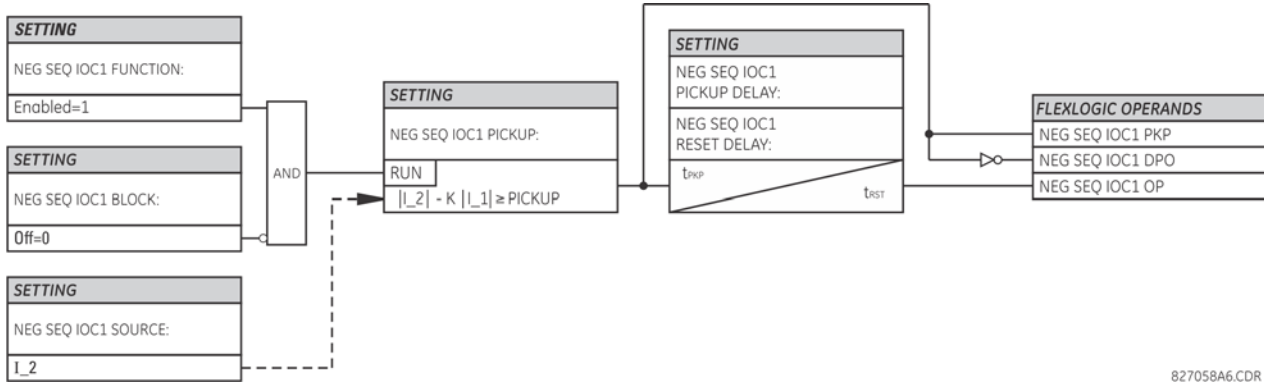 SETTING
NEG SEQ IOC1 FUNCTION:
Enabled=1
SETTING
NEG SEQ IOC1 BLOCK:
Off=0
SETTING
NEG SEQ IOC1 SOURCE:
I_2
AND
SETTING
NEG SEQ IOC1 PICKUP:
RUN
|I_2| - K |I_1| ≥ PICKUP
SETTING
NEG SEQ IOC1
PICKUP DELAY:
NEG SEQ IOC1
RESET DELAY:
tPKP
tRST
FLEXLOGIC OPERANDS
NEG SEQ IOC1 PKP
NEG SEQ IOC1 DPO
NEG SEQ IOC1 OP
827058A6.CDR